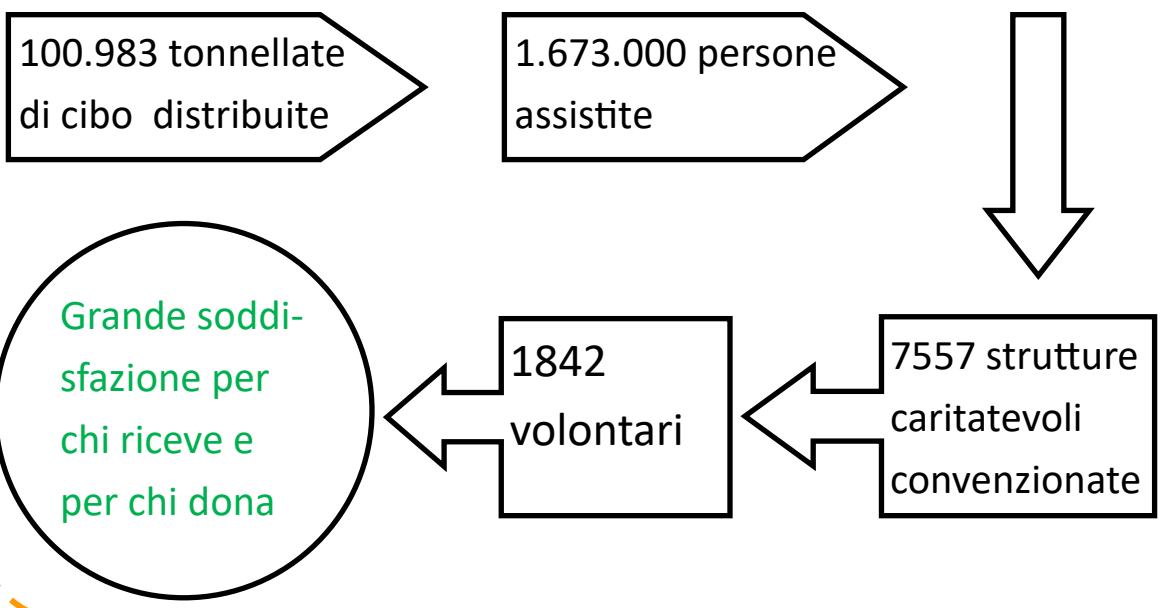 100.983 tonnellate
di cibo  distribuite
1.673.000 persone
assistite
7557 strutture
caritatevoli
convenzionate
1842
volontari
Grande soddi-
sfazione per
chi riceve e
per chi dona